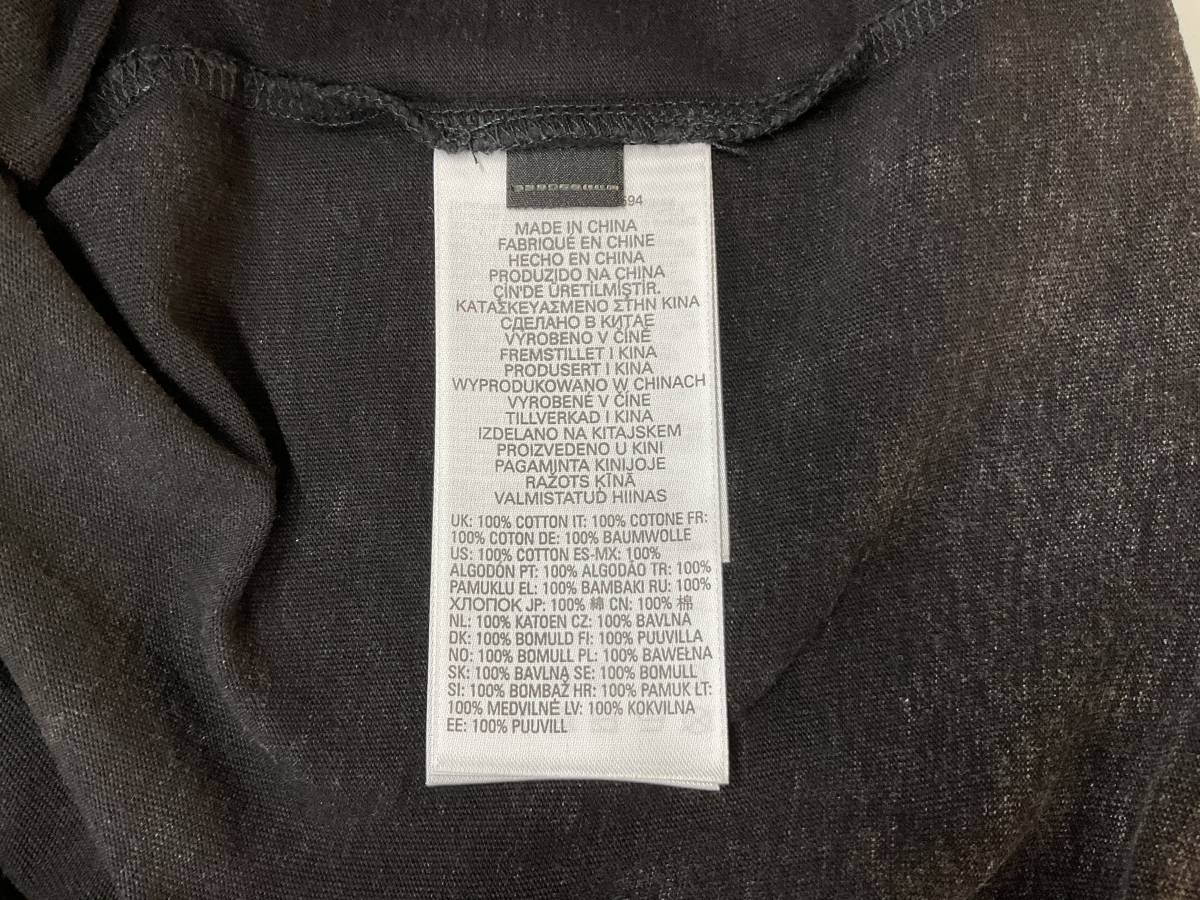 594
MADE IN CHINA
FABRIQUÉ EN CHINE
HECHO EN CHINA
PRODUZIDO NA CHINA
ÇIN'DE ÜRETİLMİŞTİR.
ΚΑΤΑΣΚΕΥΑΣΜΕΝΟ ΣΤΗΝ ΚΙΝΑ
СДЕЛАНО В КИТАЕ
VYROBENO V ČÍNĚ
FREMSTILLET I KINA
PRODUSERT I KINA
WYPRODUKOWANO W CHINACH
VYROBENÉ V ČÍNE
TILLVERKAD I KINA
IZDELANO NA KITAJSKEM
PROIZVEDENO U KINI
PAGAMINTA KINIJOJE
RAŽOTS ĶĪNĀ
VALMISTATUD HIINAS
UK: 100% COTTON IT: 100% COTONE FR:
100% COTON DE: 100% BAUMWOLLE
US: 100% COTTON ES-MX: 100%
ALGODÓN PT: 100% ALGODÃO TR: 100%
PAMUKLU EL: 100% BAMBAKI RU: 100%
ХЛОПОК JP: 100% 綿 CN: 100% 棉
NL: 100% KATOEN CZ: 100% BAVLNA
DK: 100% BOMULD FI: 100% PUUVILLA
NO: 100% BOMULL PL: 100% BAWEŁNA
SK: 100% BAVLNĄ SE: 100% BOMULL
SI: 100% BOMBAŽ HR: 100% PAMUK LT:
100% MEDVILNĖ LV: 100% KOKVILNA
EE: 100% PUUVILL